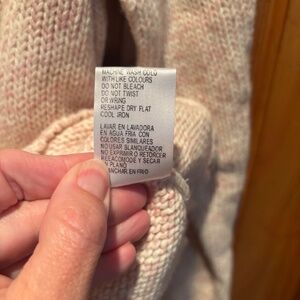 MACHINE WASH COLD
WITH LIKE COLOURS
DO NOT BLEACH
DO NOT TWIST
OR WRING
RESHAPE DRY FLAT
COOL IRON
LAVAR EN LAVADORA
EN AGUA FRIA CON
COLORES SIMILARES
NO USAR BLANQUEADOR
NO EXPRIMIR O RETORCER
REACOMODE Y SECAR
EN PLANO
PLANCHAR EN FRIO